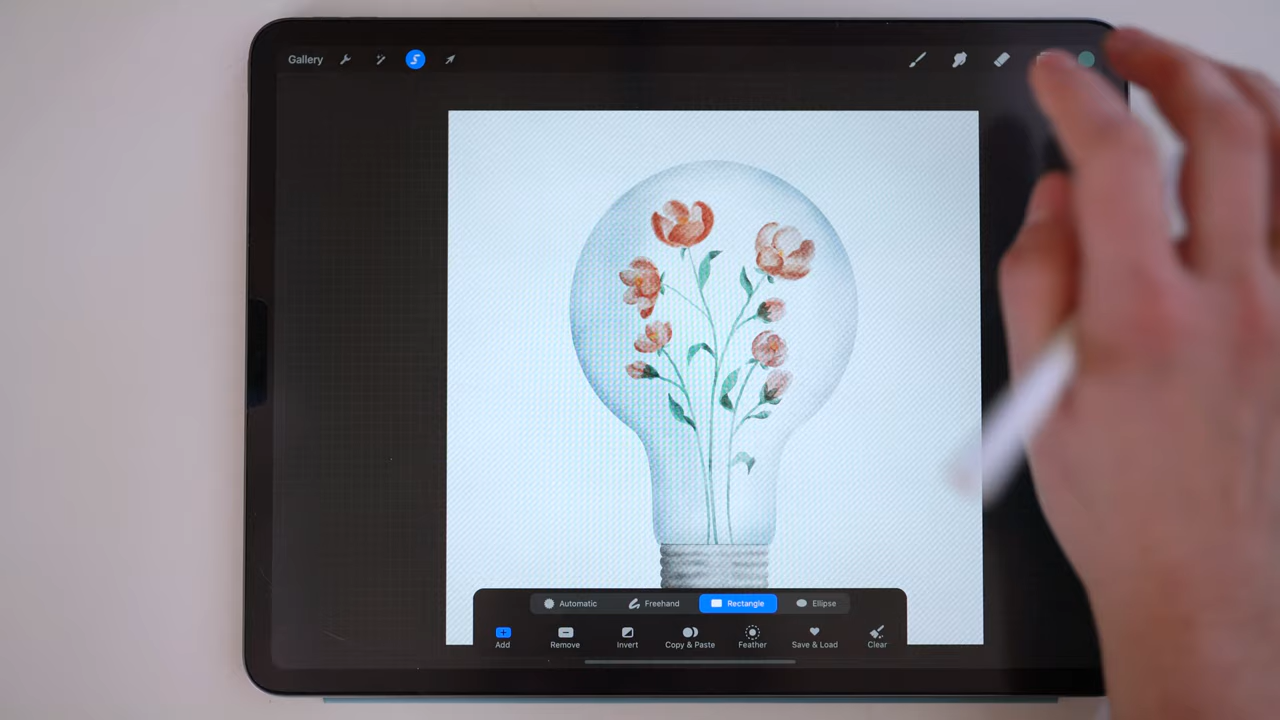 Gallery
Automatic Freehand Rectangle Ellipse
Add Remove Invert Copy & Paste Feather Save & Load Clear